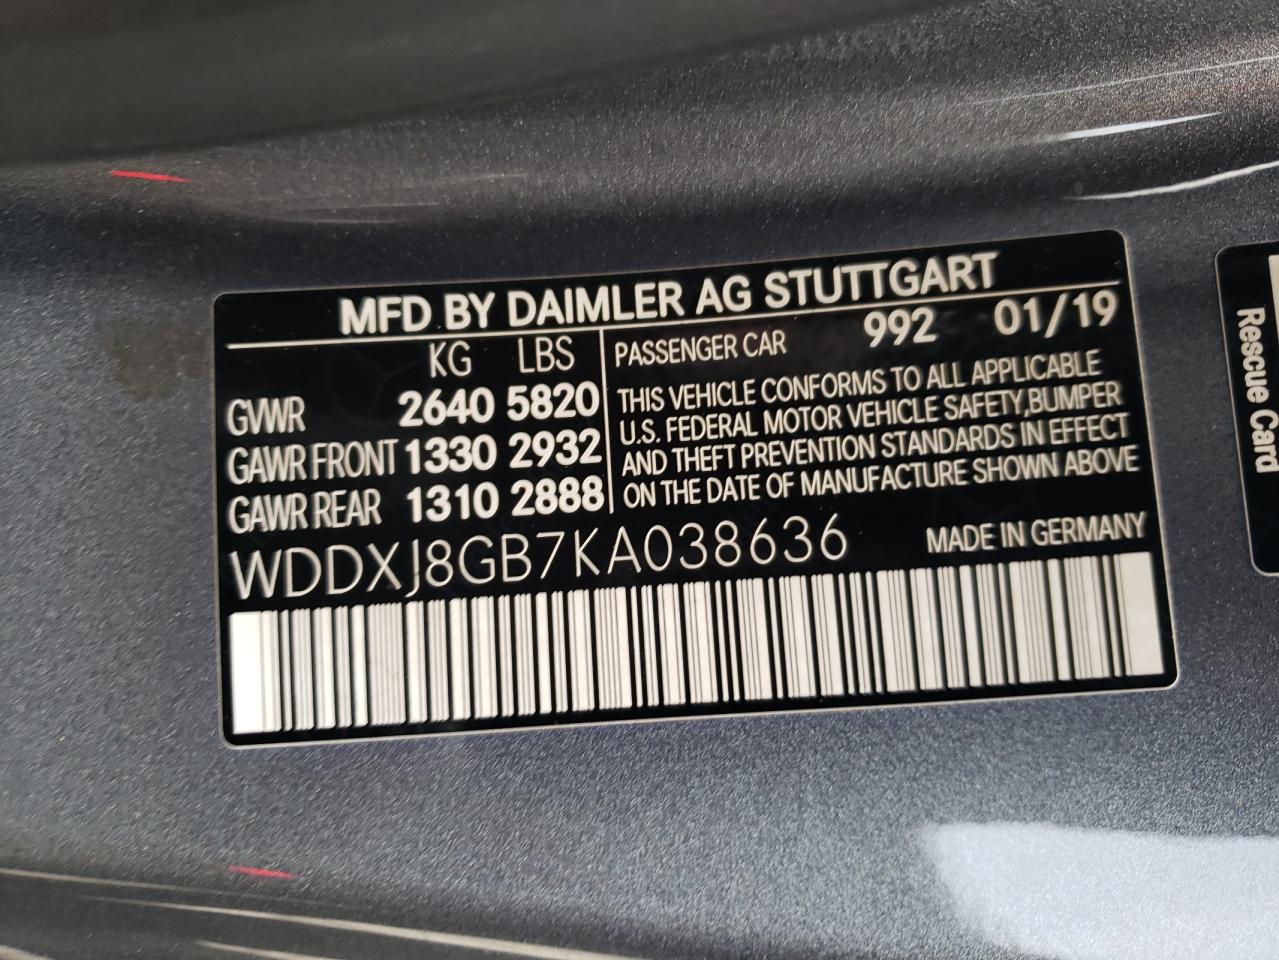 MFD BY DAIMLER AG STUTTGART
KG LBS
GVWR 2640 5820
GAWR FRONT 1330 2932
GAWR REAR 1310 2888
PASSENGER CAR 992 01/19
THIS VEHICLE CONFORMS TO ALL APPLICABLE
U.S. FEDERAL MOTOR VEHICLE SAFETY,BUMPER
AND THEFT PREVENTION STANDARDS IN EFFECT
ON THE DATE OF MANUFACTURE SHOWN ABOVE
WDDXJ8GB7KA038636 MADE IN GERMANY
Rescue Card